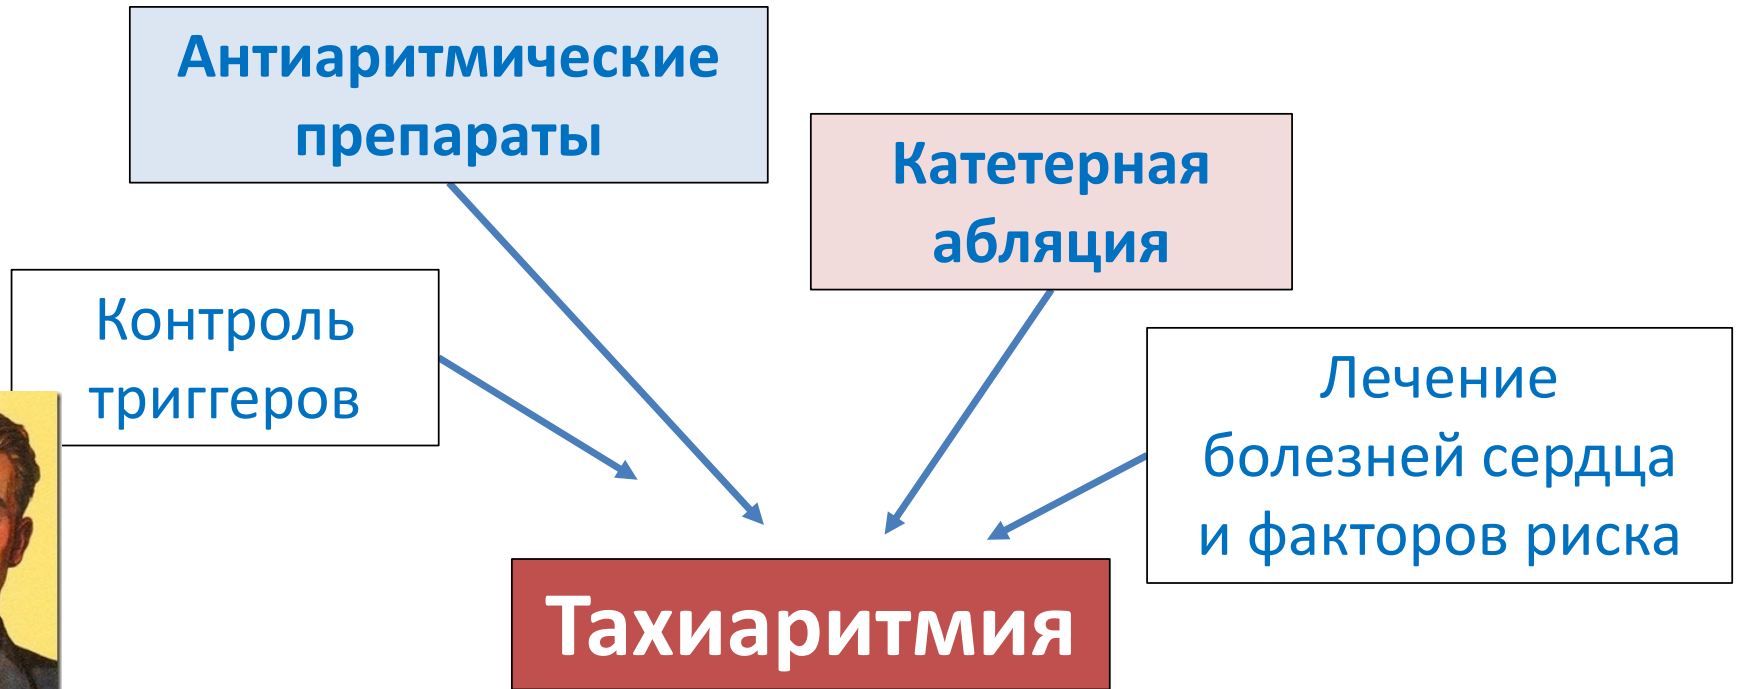 Антиаритмические
препараты
Катетерная
абляция
Контроль
триггеров
Лечение
болезней сердца
и факторов риска
Тахиаритмия